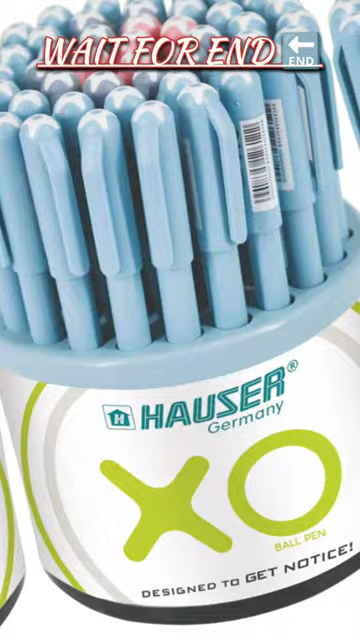 WAIT FOR END
END
HAUSER®
Germany
XO
BALL PEN
DESIGNED TO GET NOTICE!